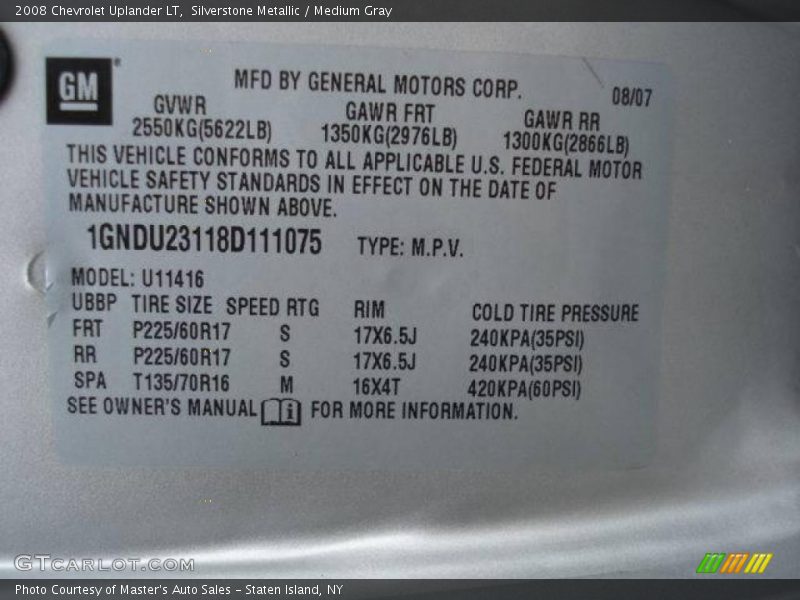 2008 Chevrolet Uplander LT, Silverstone Metallic / Medium Gray
GM
MFD BY GENERAL MOTORS CORP. 08/07
GVWR GAWR FRT GAWR RR
2550KG(5622LB) 1350KG(2976LB) 1300KG(2866LB)
THIS VEHICLE CONFORMS TO ALL APPLICABLE U.S. FEDERAL MOTOR
VEHICLE SAFETY STANDARDS IN EFFECT ON THE DATE OF
MANUFACTURE SHOWN ABOVE.
1GNDU23118D111075 TYPE: M.P.V.
MODEL: U11416
UBBP TIRE SIZE SPEED RTG RIM COLD TIRE PRESSURE
FRT P225/60R17 S 17X6.5J 240KPA(35PSI)
RR P225/60R17 S 17X6.5J 240KPA(35PSI)
SPA T135/70R16 M 16X4T 420KPA(60PSI)
SEE OWNER'S MANUAL i FOR MORE INFORMATION.
GTCARLOT.COM
Photo Courtesy of Master's Auto Sales - Staten Island, NY